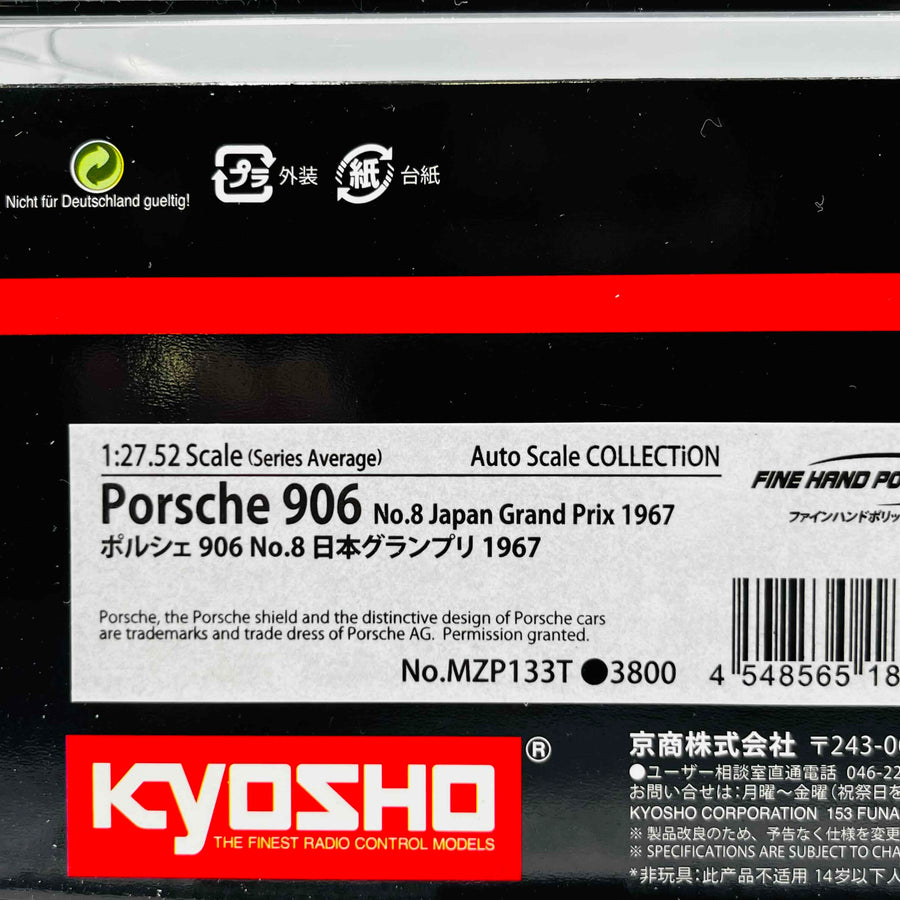 Nicht für Deutschland gueltig!
プラ 外装 紙 台紙
1:27.52 Scale (Series Average) Auto Scale COLLECTiON
Porsche 906 No.8 Japan Grand Prix 1967
ポルシェ 906 No.8 日本グランプリ 1967
FINE HAND PO
ファインハンドポリッ
Porsche, the Porsche shield and the distinctive design of Porsche cars
are trademarks and trade dress of Porsche AG. Permission granted.
No.MZP133T ●3800
4 548565 18
KYOSHO ®
THE FINEST RADIO CONTROL MODELS
京商株式会社 〒243-0
●ユーザー相談室直通電話 046-22
お問い合せは:月曜～金曜(祝祭日を
KYOSHO CORPORATION 153 FUNA
※ 製品改良のため、予告なく仕様を変更
※ SPECIFICATIONS ARE SUBJECT TO CHA
*非玩具:此产品不适用 14岁以下人